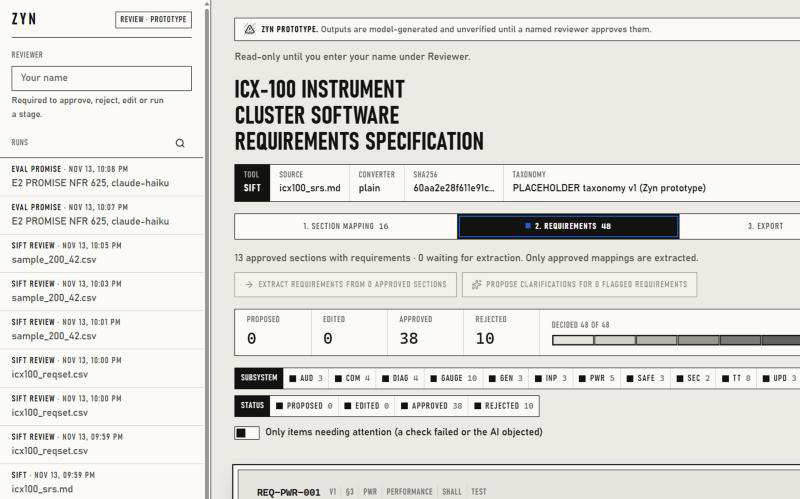 ZYN
REVIEW · PROTOTYPE
REVIEWER
Your name
Required to approve, reject, edit or run
a stage.
RUNS
EVAL PROMISE · NOV 13, 10:08 PM
E2 PROMISE NFR 625, claude-haiku
EVAL PROMISE · NOV 13, 10:07 PM
E2 PROMISE NFR 625, claude-haiku
SIFT REVIEW · NOV 13, 10:05 PM
sample_200_42.csv
SIFT REVIEW · NOV 13, 10:03 PM
sample_200_42.csv
SIFT REVIEW · NOV 13, 10:01 PM
sample_200_42.csv
SIFT REVIEW · NOV 13, 10:00 PM
icx100_reqset.csv
SIFT REVIEW · NOV 13, 10:00 PM
icx100_reqset.csv
SIFT REVIEW · NOV 13, 09:59 PM
icx100_reqset.csv
SIFT · NOV 13, 09:59 PM
icx100_srs.md
ZYN PROTOTYPE. Outputs are model-generated and unverified until a named reviewer approves them.
Read-only until you enter your name under Reviewer.
ICX-100 INSTRUMENT
CLUSTER SOFTWARE
REQUIREMENTS SPECIFICATION
TOOL SOURCE CONVERTER SHA256 TAXONOMY
SIFT icx100_srs.md plain 60aa2e28f611e91c… PLACEHOLDER taxonomy v1 (Zyn prototype)
1. SECTION MAPPING 16 2. REQUIREMENTS 48 3. EXPORT
13 approved sections with requirements · 0 waiting for extraction. Only approved mappings are extracted.
EXTRACT REQUIREMENTS FROM 0 APPROVED SECTIONS PROPOSE CLARIFICATIONS FOR 0 FLAGGED REQUIREMENTS
PROPOSED EDITED APPROVED REJECTED DECIDED 48 OF 48
0 0 38 10
SUBSYSTEM AUD 3 COM 4 DIAG 4 GAUGE 10 GEN 3 INP 3 PWR 5 SAFE 3 SEC 2 TT 8 UPD 3
STATUS PROPOSED 0 EDITED 0 APPROVED 38 REJECTED 10
Only items needing attention (a check failed or the AI objected)
REQ-PWR-001 V1 §3 PWR PERFORMANCE SHALL TEST